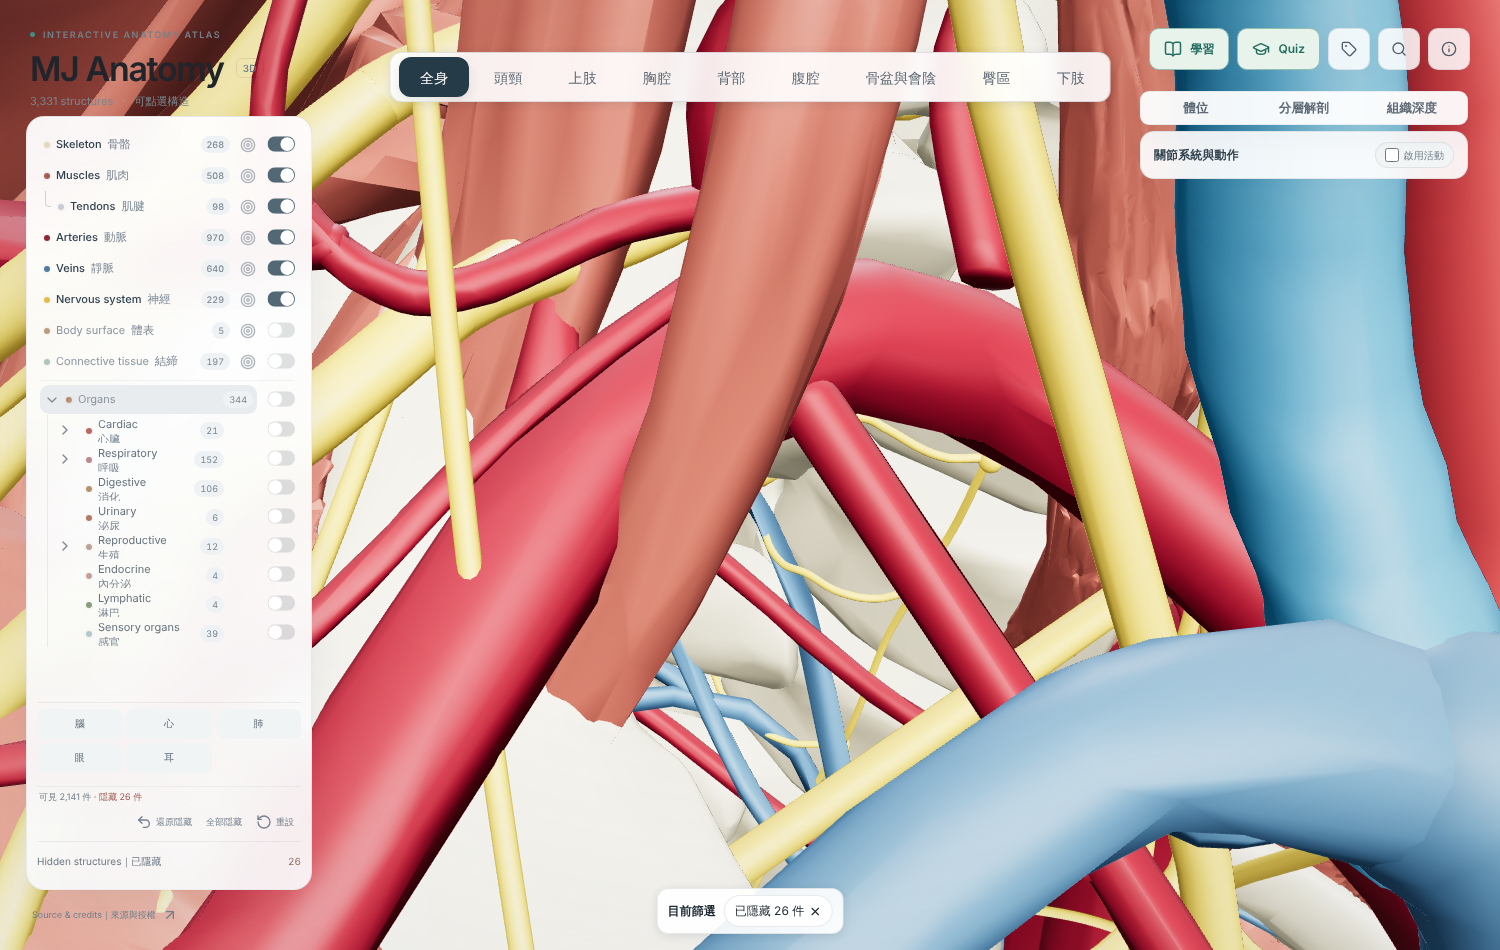 INTERACTIVE ANATOMY ATLAS
MJ Anatomy 3D
3,331 structures · 可點選構造
Skeleton 骨骼 268
Muscles 肌肉 508
Tendons 肌腱 98
Arteries 動脈 970
Veins 靜脈 640
Nervous system 神經 229
Body surface 體表 5
Connective tissue 結締 197
Organs 344
Cardiac 21
心臟
Respiratory 152
呼吸
Digestive 106
消化
Urinary 6
泌尿
Reproductive 12
生殖
Endocrine 4
內分泌
Lymphatic 4
淋巴
Sensory organs 39
感官
腦 心 肺
眼 耳
可見 2,141 件 · 隱藏 26 件
還原隱藏 全部隱藏 重設
Hidden structures | 已隱藏 26
Source & credits | 來源與授權
全身 頭頸 上肢 胸腔 背部 腹腔 骨盆與會陰 臀區 下肢
學習 Quiz
體位 分層解剖 組織深度
關節系統與動作 啟用活動
目前篩選 已隱藏 26 件 ×